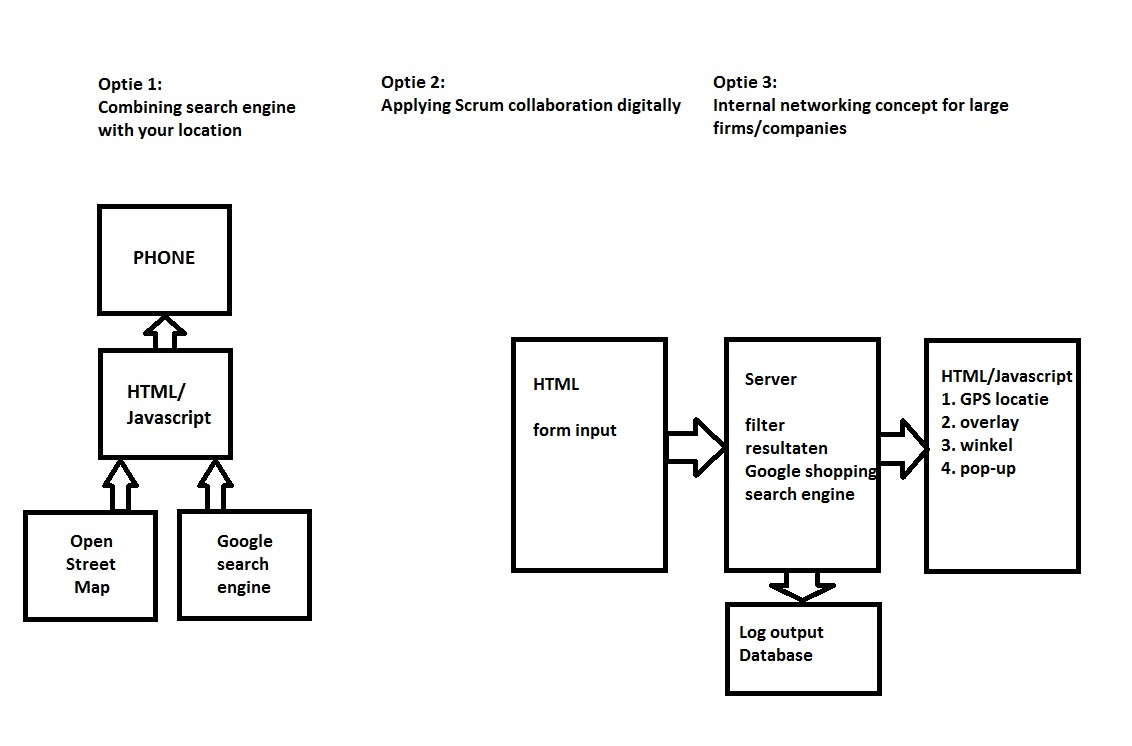 Optie 1:
Combining search engine
with your location
Optie 2:
Applying Scrum collaboration digitally
Optie 3:
Internal networking concept for large
firms/companies
PHONE
HTML/
Javascript
Open
Street
Map
Google
search
engine
HTML
form input
Server
filter
resultaten
Google shopping
search engine
HTML/Javascript
1. GPS locatie
2. overlay
3. winkel
4. pop-up
Log output
Database